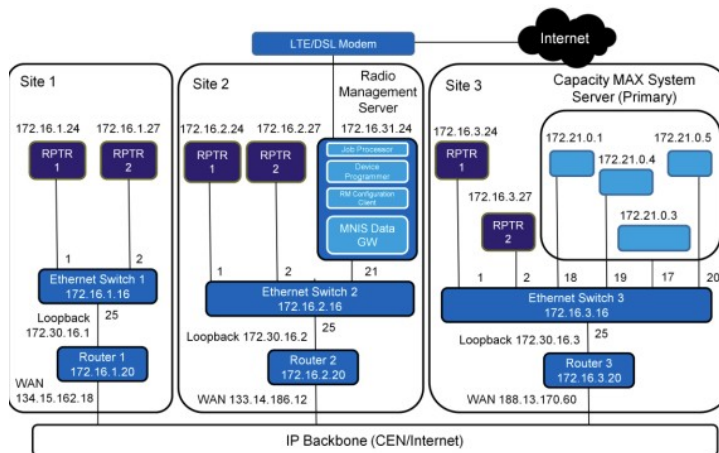 LTE/DSL Modem
Internet
Site 1
172.16.1.24
172.16.1.27
RPTR
1
RPTR
2
1
2
Ethernet Switch 1
172.16.1.16
Loopback
172.30.16.1
25
Router 1
172.16.1.20
WAN
134.15.162.18
Site 2
Radio
Management
Server
172.16.2.24
172.16.2.27
172.16.31.24
RPTR
1
RPTR
2
Job Processor
Device
Programmer
RM Configuration
Client
MNIS Data
GW
1
2
21
Ethernet Switch 2
172.16.2.16
Loopback 172.30.16.2
25
Router 2
172.16.2.20
WAN 133.14.186.12
Site 3
Capacity MAX System
Server (Primary)
172.16.3.24
RPTR
1
172.16.3.27
RPTR
2
172.21.0.1
172.21.0.4
172.21.0.5
172.21.0.3
1
2
18
19
17
20
Ethernet Switch 3
172.16.3.16
Loopback 172.30.16.3
25
Router 3
172.16.3.20
WAN 188.13.170.60
IP Backbone (CEN/Internet)